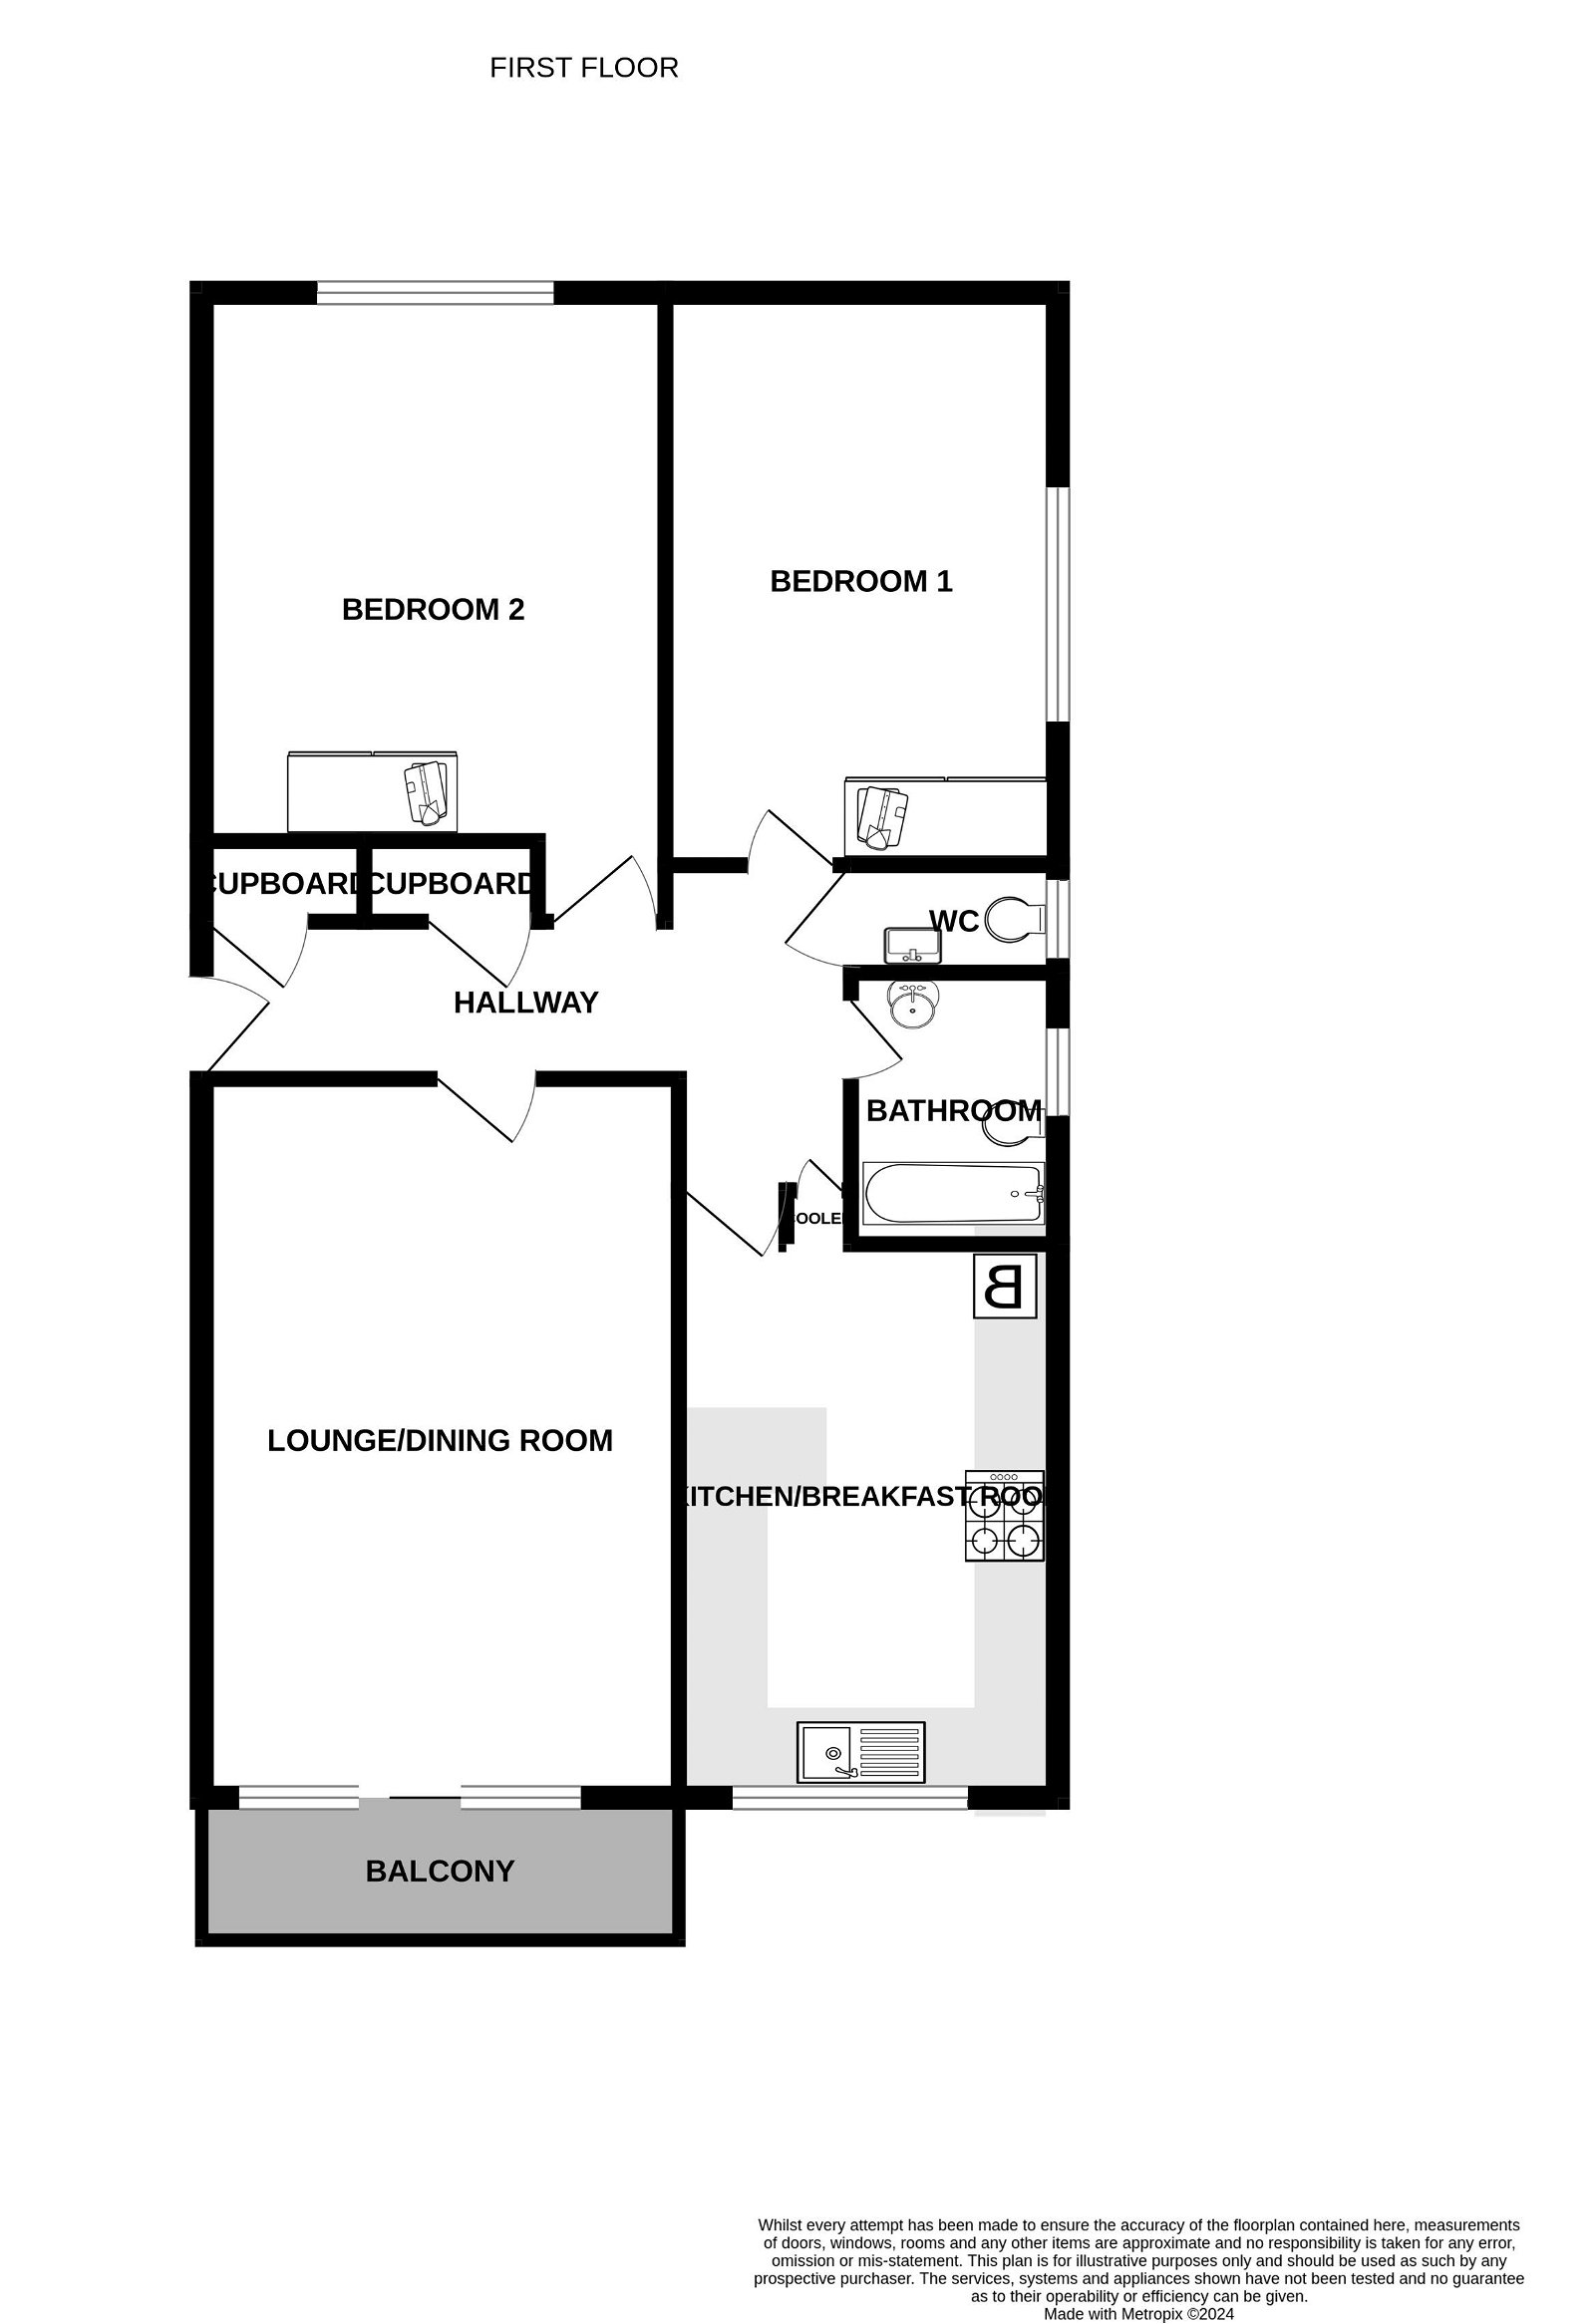 FIRST FLOOR
BEDROOM 1
BEDROOM 2
CUPBOARD
CUPBOARD
WC
HALLWAY
BATHROOM
COOLER
B
LOUNGE/DINING ROOM
KITCHEN/BREAKFAST ROOM
BALCONY
Whilst every attempt has been made to ensure the accuracy of the floorplan contained here, measurements
of doors, windows, rooms and any other items are approximate and no responsibility is taken for any error,
omission or mis-statement. This plan is for illustrative purposes only and should be used as such by any
prospective purchaser. The services, systems and appliances shown have not been tested and no guarantee
as to their operability or efficiency can be given.
Made with Metropix ©2024